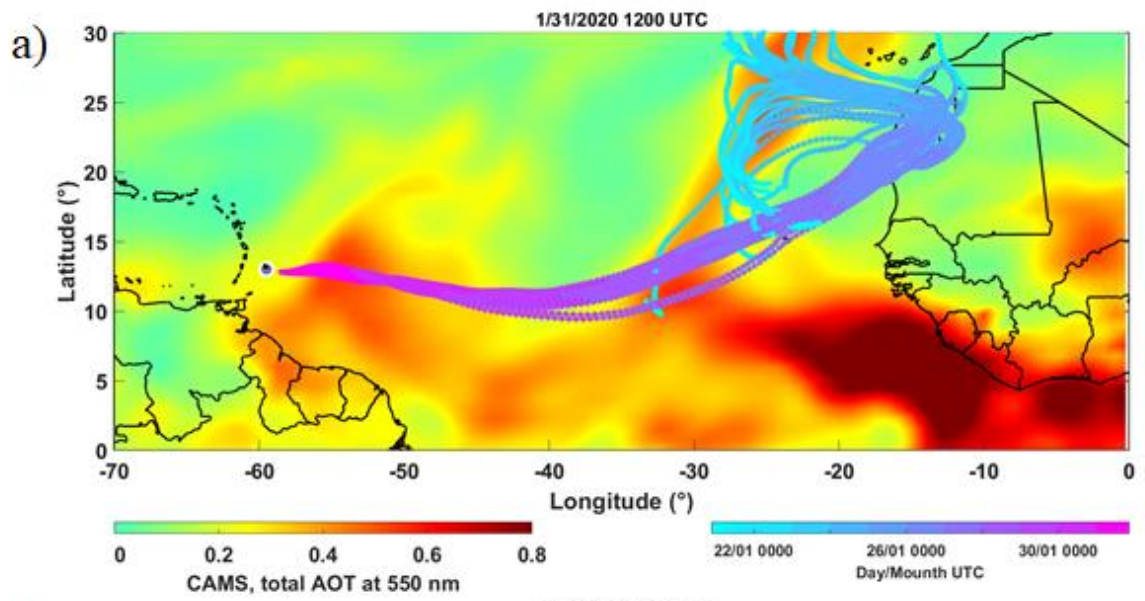 a)
1/31/2020 1200 UTC
30
25
20
15
10
5
0
Latitude (°)
-70 -60 -50 -40 -30 -20 -10 0
Longitude (°)
0 0.2 0.4 0.6 0.8
CAMS, total AOT at 550 nm
22/01 0000 26/01 0000 30/01 0000
Day/Mounth UTC